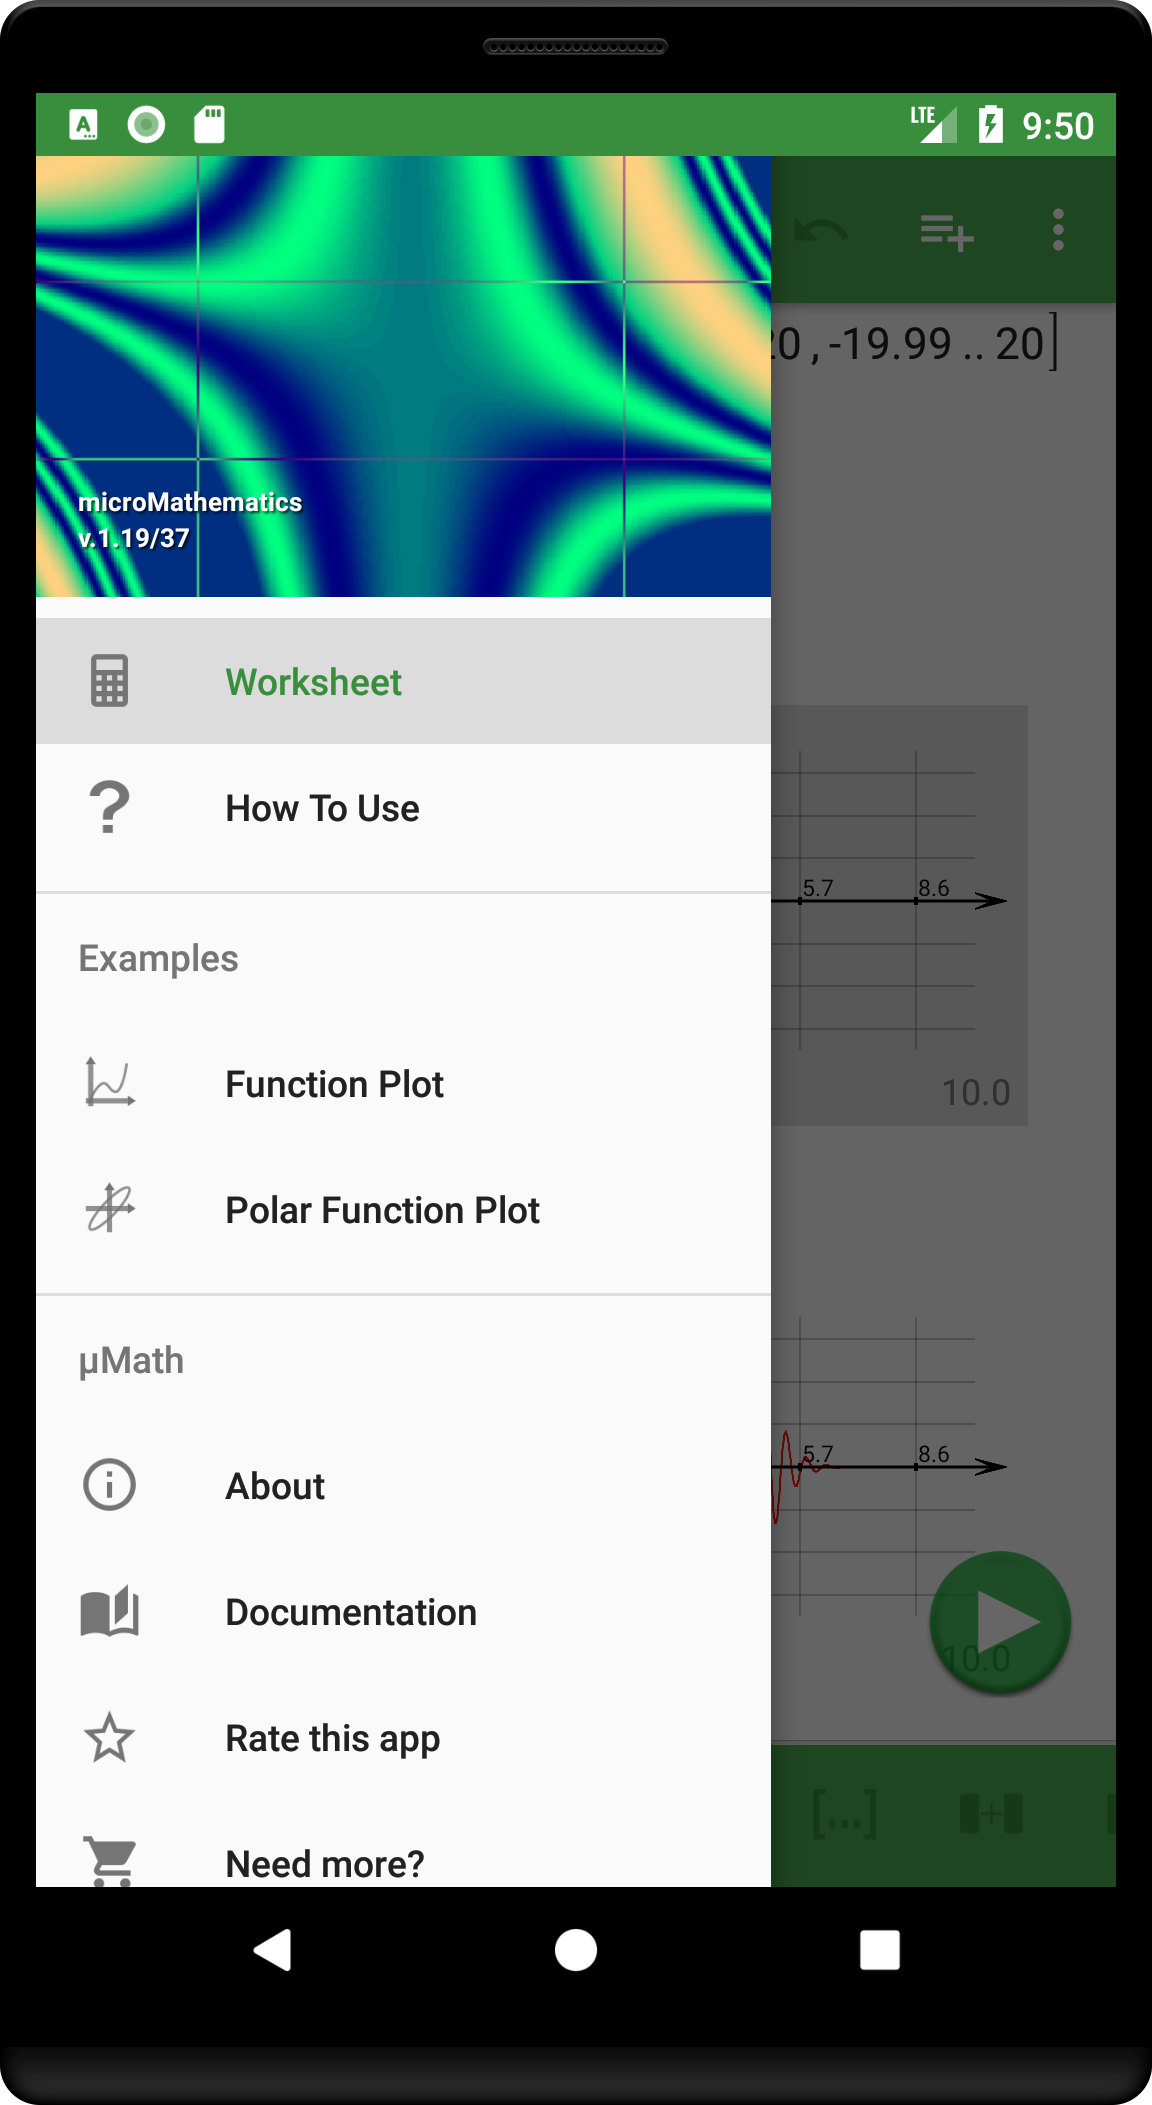 LTE 9:50
microMathematics
v.1.19/37
20 , -19.99 .. 20]
Worksheet
How To Use
5.7 8.6
Examples
10.0
Function Plot
Polar Function Plot
µMath
5.7 8.6
About
Documentation
10.0
Rate this app
[...]
Need more?